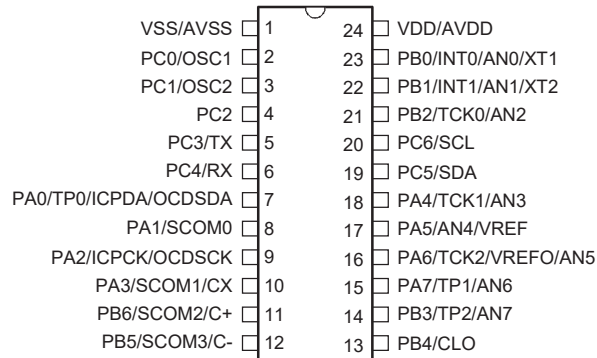 VSS/AVSS 1 24 VDD/AVDD
PC0/OSC1 2 23 PB0/INT0/AN0/XT1
PC1/OSC2 3 22 PB1/INT1/AN1/XT2
PC2 4 21 PB2/TCK0/AN2
PC3/TX 5 20 PC6/SCL
PC4/RX 6 19 PC5/SDA
PA0/TP0/ICPDA/OCDSDA 7 18 PA4/TCK1/AN3
PA1/SCOM0 8 17 PA5/AN4/VREF
PA2/ICPCK/OCDSCK 9 16 PA6/TCK2/VREFO/AN5
PA3/SCOM1/CX 10 15 PA7/TP1/AN6
PB6/SCOM2/C+ 11 14 PB3/TP2/AN7
PB5/SCOM3/C- 12 13 PB4/CLO